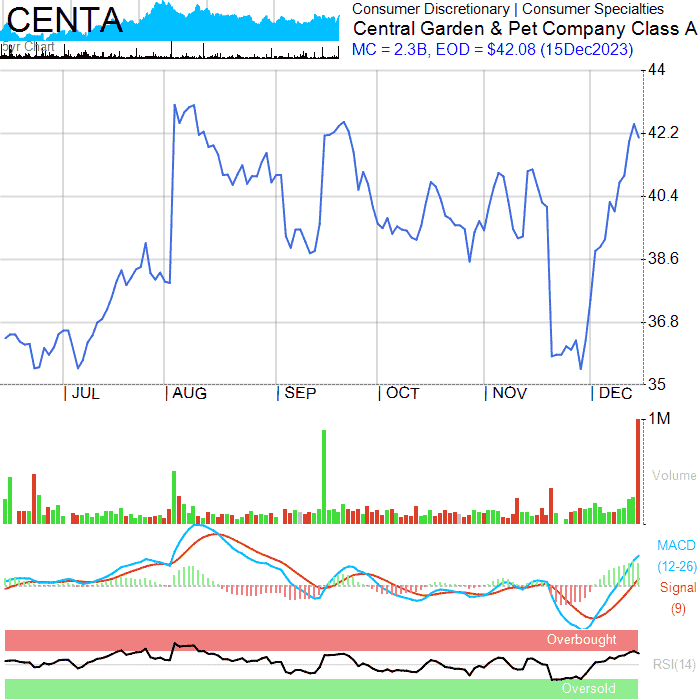 CENTA
5yr Chart
Consumer Discretionary | Consumer Specialties
Central Garden & Pet Company Class A
MC = 2.3B, EOD = $42.08 (15Dec2023)
44
42.2
40.4
38.6
36.8
35
JUL
AUG
SEP
OCT
NOV
DEC
1M
Volume
MACD
(12-26)
Signal
(9)
Overbought
RSI(14)
Oversold